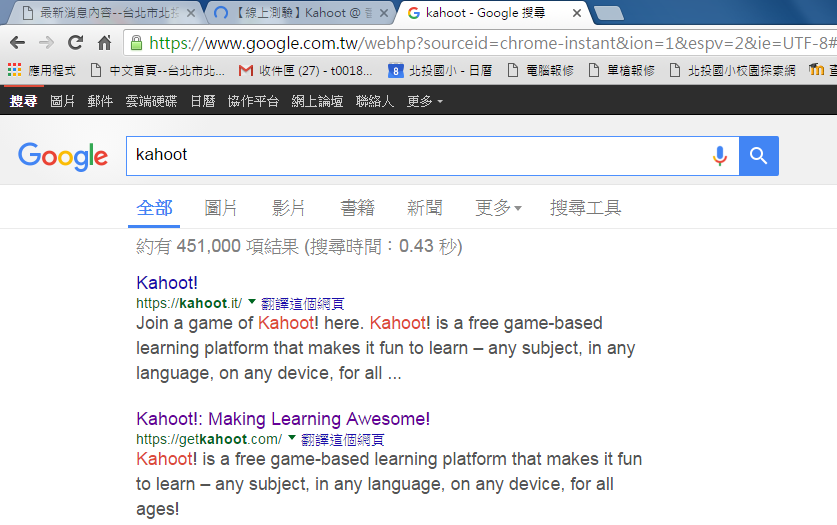 最新消息內容--台北市北投
【線上測驗】Kahoot @
kahoot - Google 搜尋
https://www.google.com.tw/webhp?sourceid=chrome-instant&ion=1&espv=2&ie=UTF-8#
應用程式 中文首頁--台北市北... 收件匣 (27) - t0018... 8 北投國小 - 日曆 電腦報修 單槍報修 北投國小校園探索網
搜尋 圖片 郵件 雲端硬碟 日曆 協作平台 網上論壇 聯絡人 更多
Google kahoot
全部 圖片 影片 書籍 新聞 更多 搜尋工具
約有 451,000 項結果 (搜尋時間：0.43 秒)
Kahoot!
https://kahoot.it/ 翻譯這個網頁
Join a game of Kahoot! here. Kahoot! is a free game-based
learning platform that makes it fun to learn – any subject, in any
language, on any device, for all ...
Kahoot!: Making Learning Awesome!
https://getkahoot.com/ 翻譯這個網頁
Kahoot! is a free game-based learning platform that makes it fun
to learn – any subject, in any language, on any device, for all
ages!